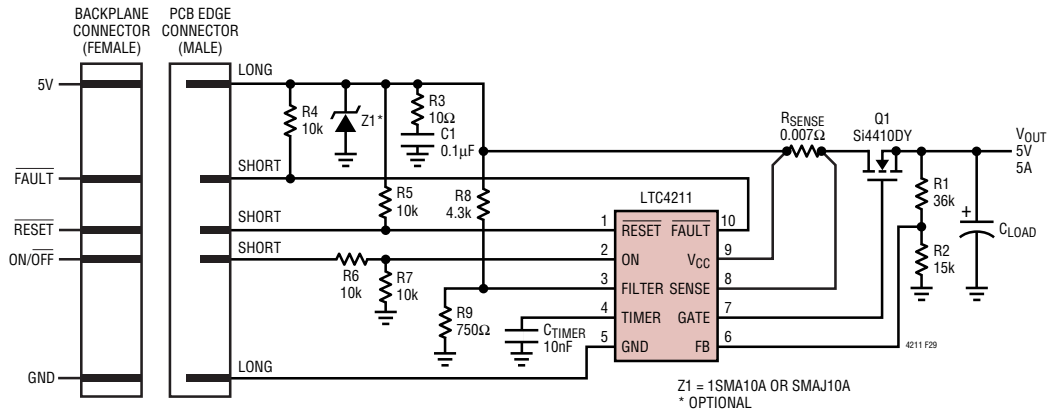 BACKPLANE
CONNECTOR
(FEMALE)
PCB EDGE
CONNECTOR
(MALE)
5V
FAULT
RESET
ON/OFF
GND
LONG
SHORT
SHORT
SHORT
LONG
R4
10k
Z1*
R3
10Ω
C1
0.1µF
R5
10k
R8
4.3k
R6
10k
R7
10k
R9
750Ω
CTIMER
10nF
RSENSE
0.007Ω
Q1
Si4410DY
VOUT
5V
5A
R1
36k
R2
15k
+
CLOAD
LTC4211
1 RESET FAULT 10
2 ON VCC 9
3 FILTER SENSE 8
4 TIMER GATE 7
5 GND FB 6
4211 F29
Z1 = 1SMA10A OR SMAJ10A
* OPTIONAL